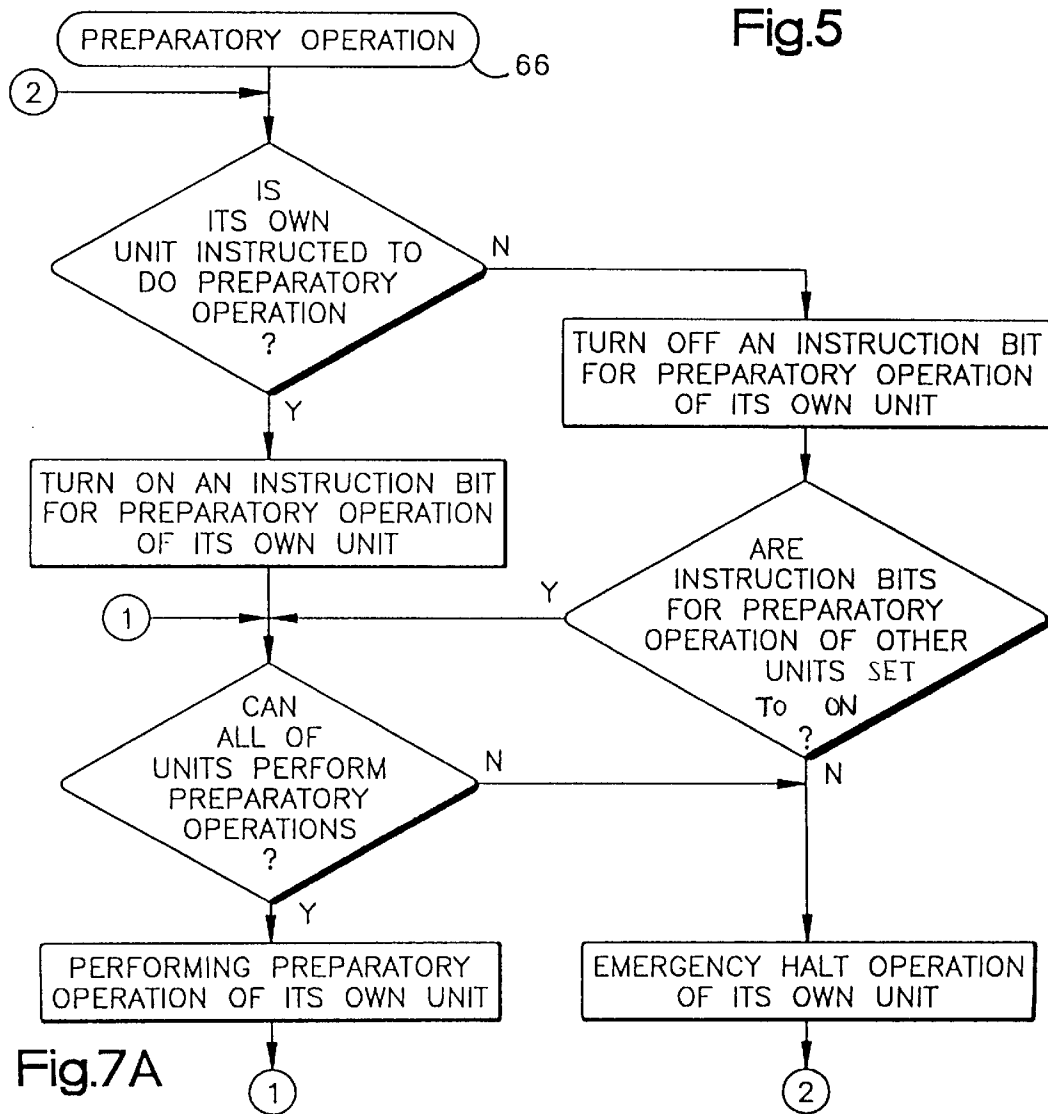 Fig.5
PREPARATORY OPERATION
66
2
IS
ITS OWN
UNIT INSTRUCTED TO
DO PREPARATORY
OPERATION
?
N
Y
TURN OFF AN INSTRUCTION BIT
FOR PREPARATORY OPERATION
OF ITS OWN UNIT
TURN ON AN INSTRUCTION BIT
FOR PREPARATORY OPERATION
OF ITS OWN UNIT
ARE
INSTRUCTION BITS
FOR PREPARATORY
OPERATION OF OTHER
UNITS SET
TO ON
?
Y
N
1
CAN
ALL OF
UNITS PERFORM
PREPARATORY
OPERATIONS
?
N
Y
PERFORMING PREPARATORY
OPERATION OF ITS OWN UNIT
EMERGENCY HALT OPERATION
OF ITS OWN UNIT
Fig.7A
1
2